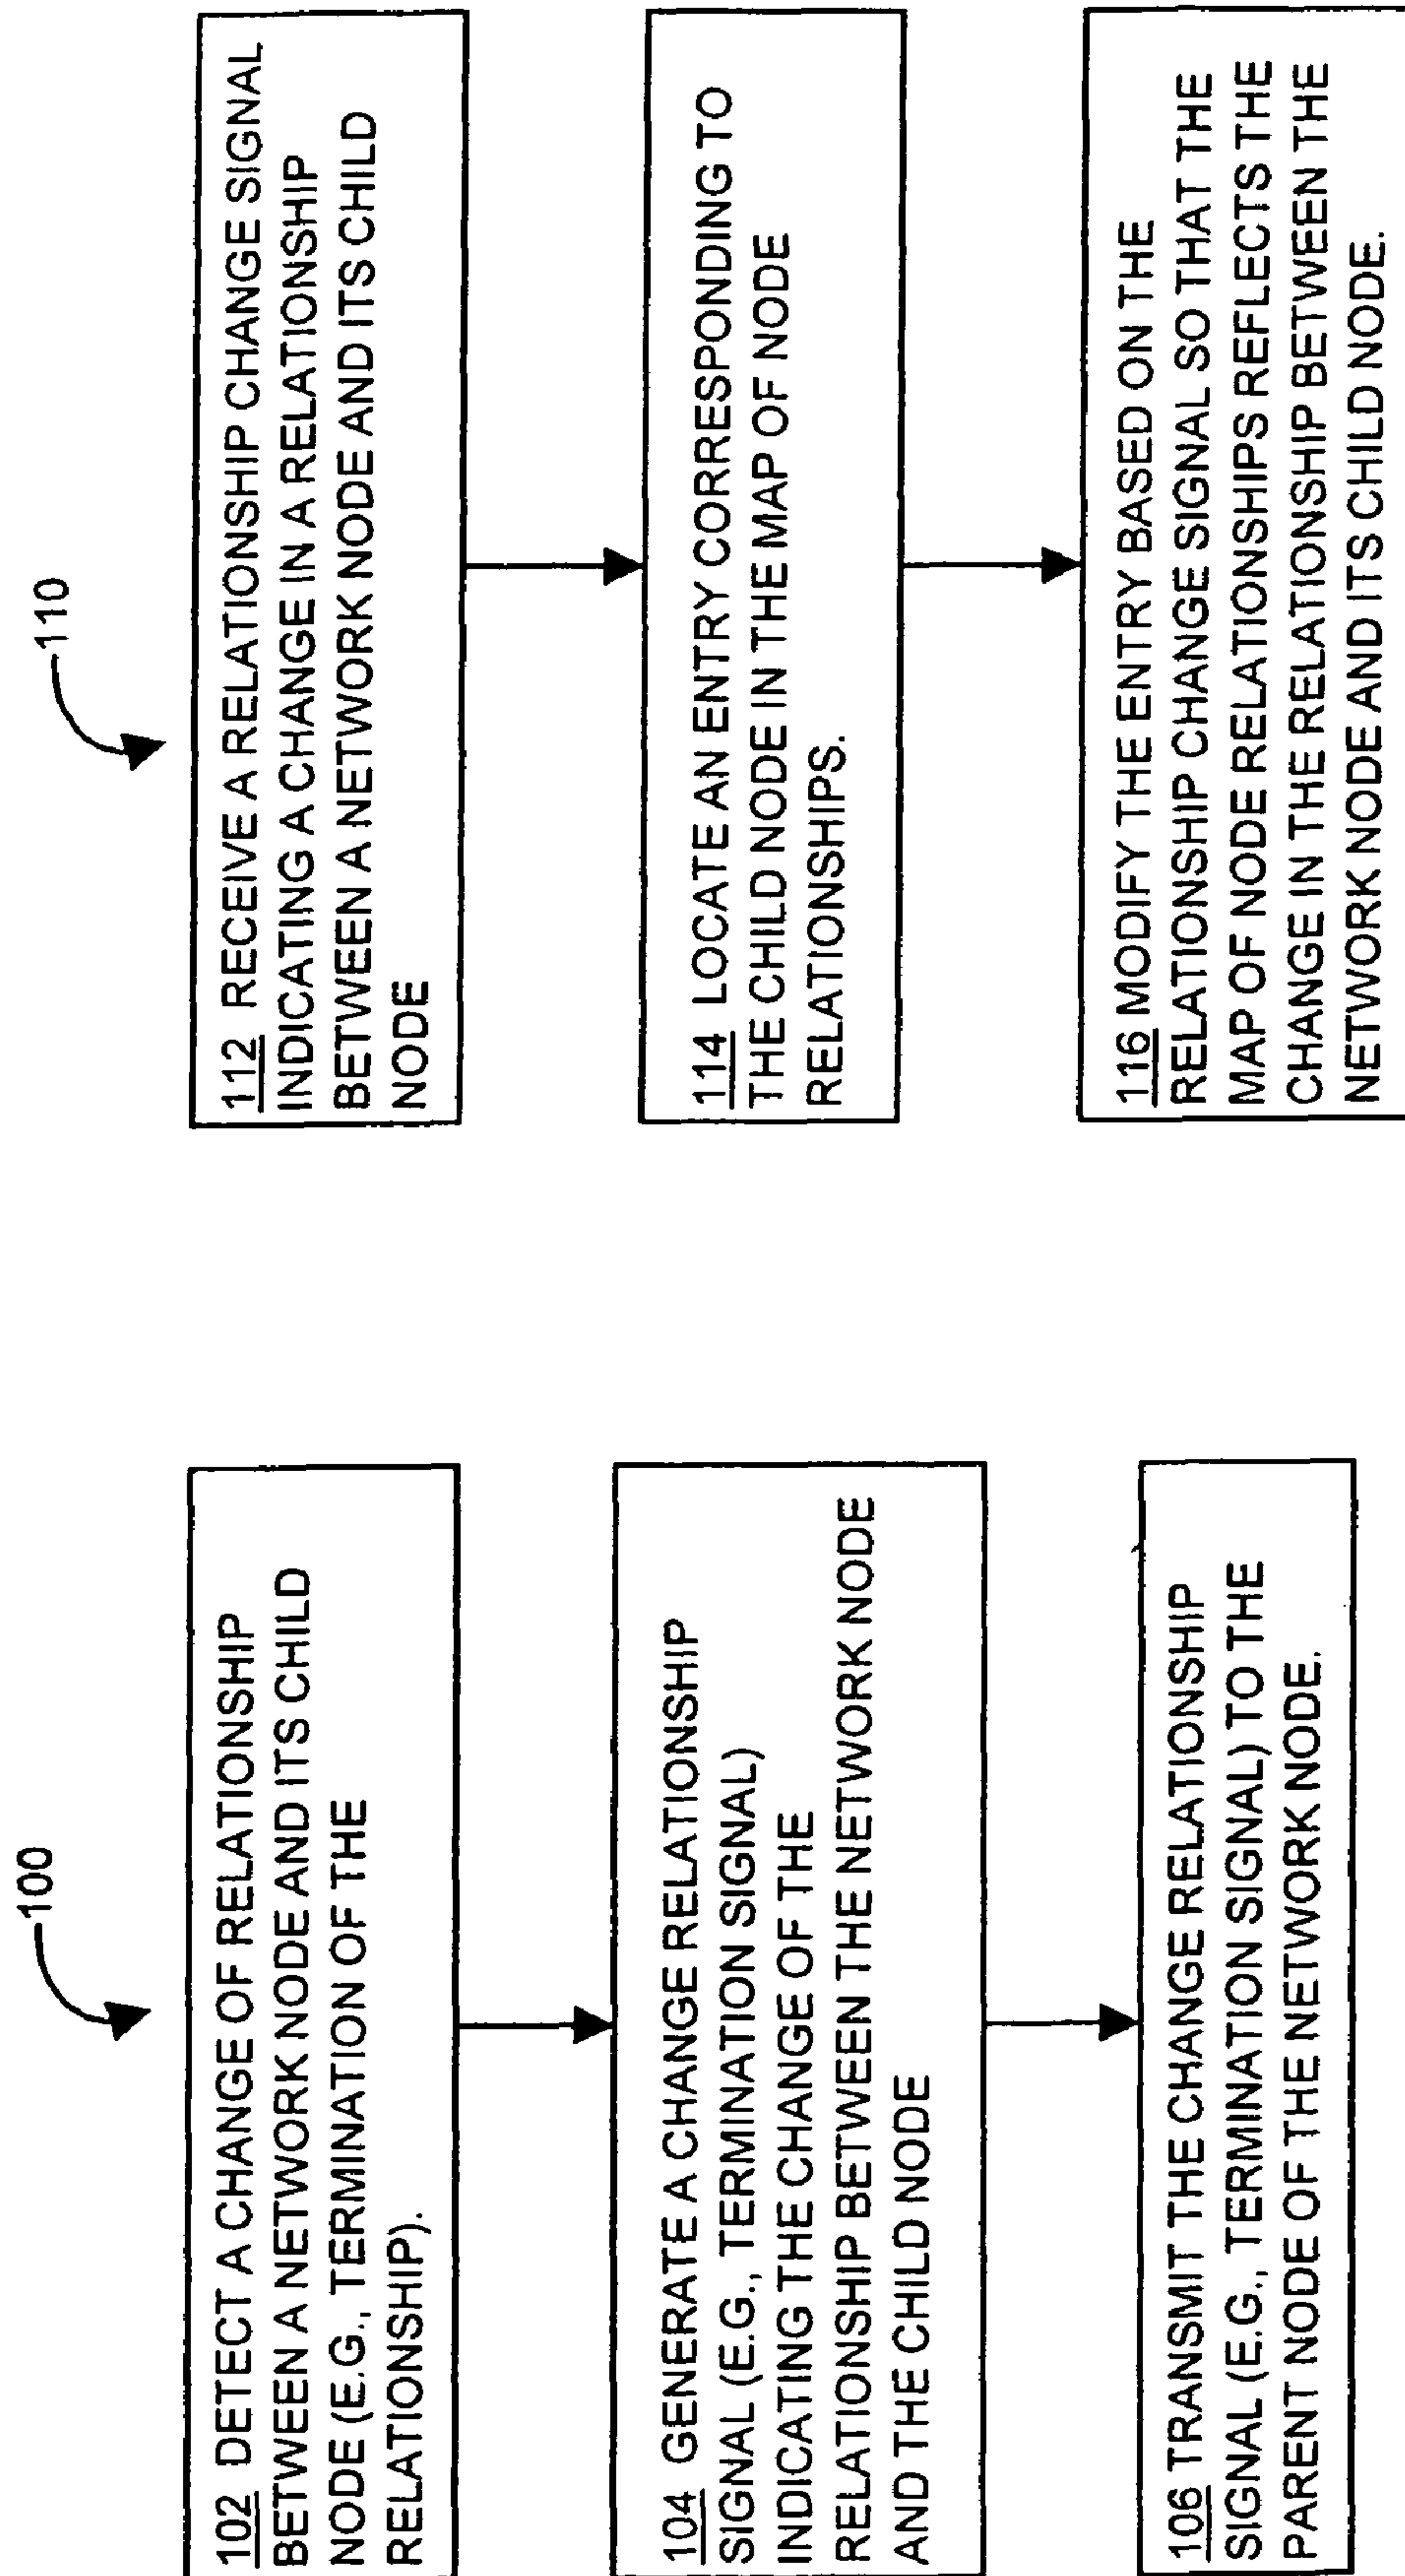 100
102 DETECT A CHANGE OF RELATIONSHIP
BETWEEN A NETWORK NODE AND ITS CHILD
NODE (E.G., TERMINATION OF THE
RELATIONSHIP).
104 GENERATE A CHANGE RELATIONSHIP
SIGNAL (E.G., TERMINATION SIGNAL)
INDICATING THE CHANGE OF THE
RELATIONSHIP BETWEEN THE NETWORK NODE
AND THE CHILD NODE
106 TRANSMIT THE CHANGE RELATIONSHIP
SIGNAL (E.G., TERMINATION SIGNAL) TO THE
PARENT NODE OF THE NETWORK NODE.
110
112 RECEIVE A RELATIONSHIP CHANGE SIGNAL
INDICATING A CHANGE IN A RELATIONSHIP
BETWEEN A NETWORK NODE AND ITS CHILD
NODE
114 LOCATE AN ENTRY CORRESPONDING TO
THE CHILD NODE IN THE MAP OF NODE
RELATIONSHIPS.
116 MODIFY THE ENTRY BASED ON THE
RELATIONSHIP CHANGE SIGNAL SO THAT THE
MAP OF NODE RELATIONSHIPS REFLECTS THE
CHANGE IN THE RELATIONSHIP BETWEEN THE
NETWORK NODE AND ITS CHILD NODE.